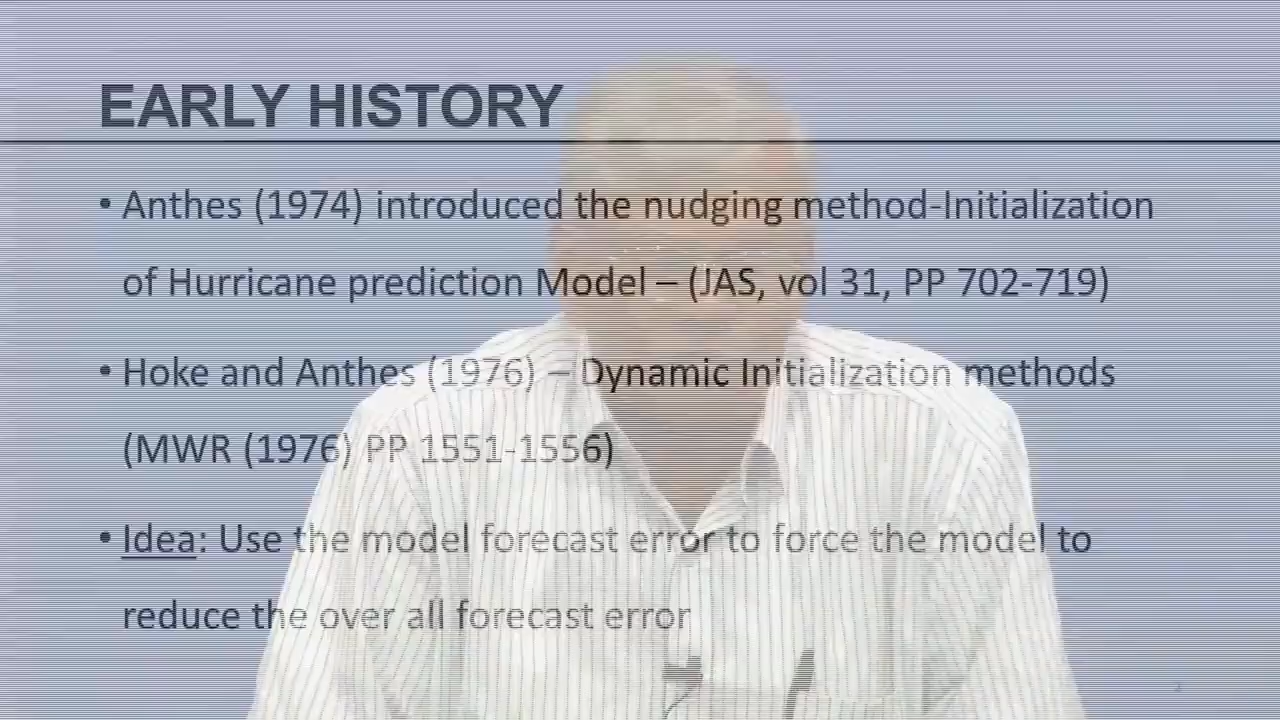 EARLY HISTORY
• Anthes (1974) introduced the nudging method-Initialization
of Hurricane prediction Model – (JAS, vol 31, PP 702-719)
• Hoke and Anthes (1976) – Dynamic Initialization methods
(MWR (1976) PP 1551-1556)
• Idea: Use the model forecast error to force the model to
reduce the over all forecast error
2